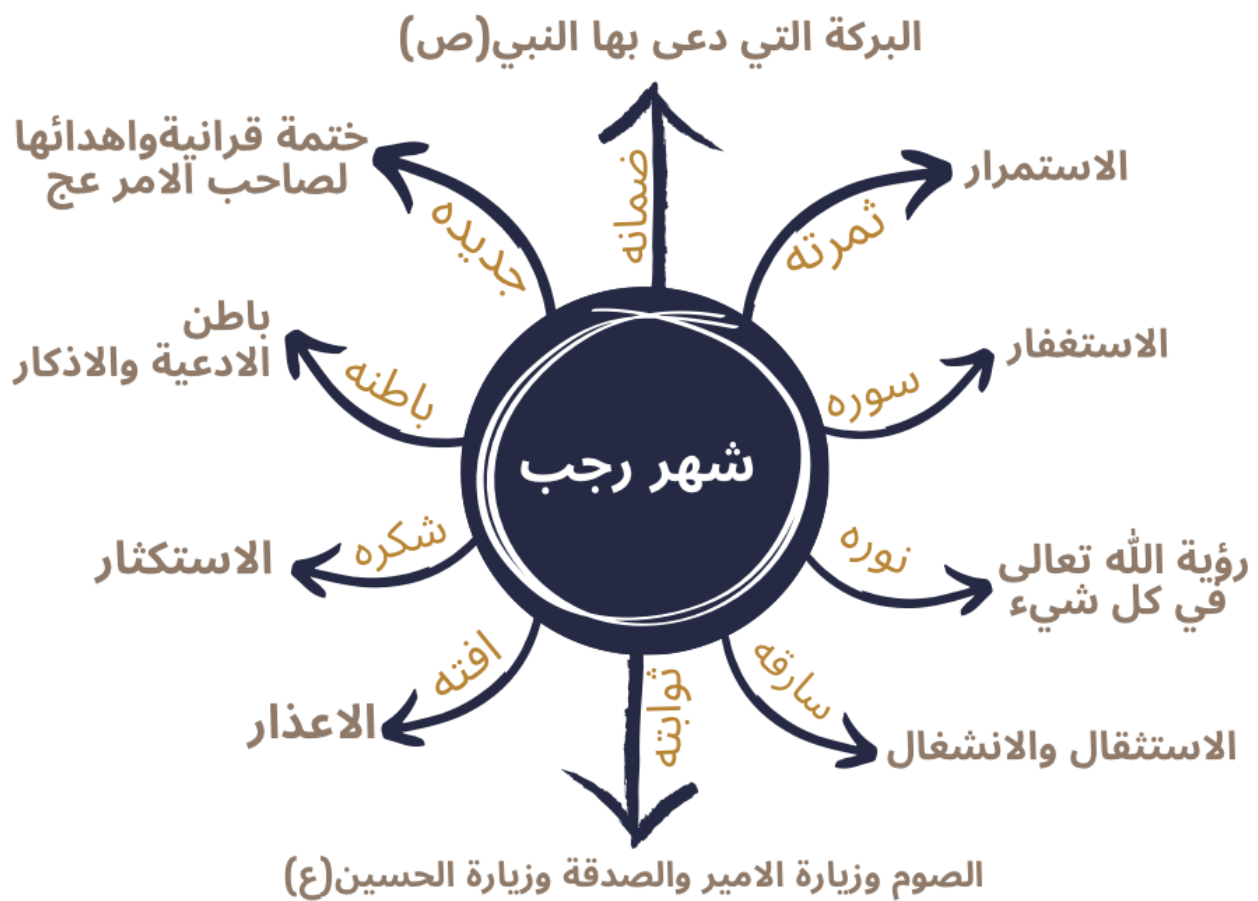 البركة التي دعى بها النبي(ص)
ضمانه
الاستمرار
ثمرته
الاستغفار
سوره
رؤية الله تعالى
في كل شيء
نوره
الاستثقال والانشغال
سارقه
الصوم وزيارة الامير والصدقة وزيارة الحسين(ع)
ثوابته
الاعذار
افته
الاستكثار
شكره
باطن
الادعية والاذكار
باطنه
ختمة قرانيةواهدائها
لصاحب الامر عج
جديده
شهر رجب